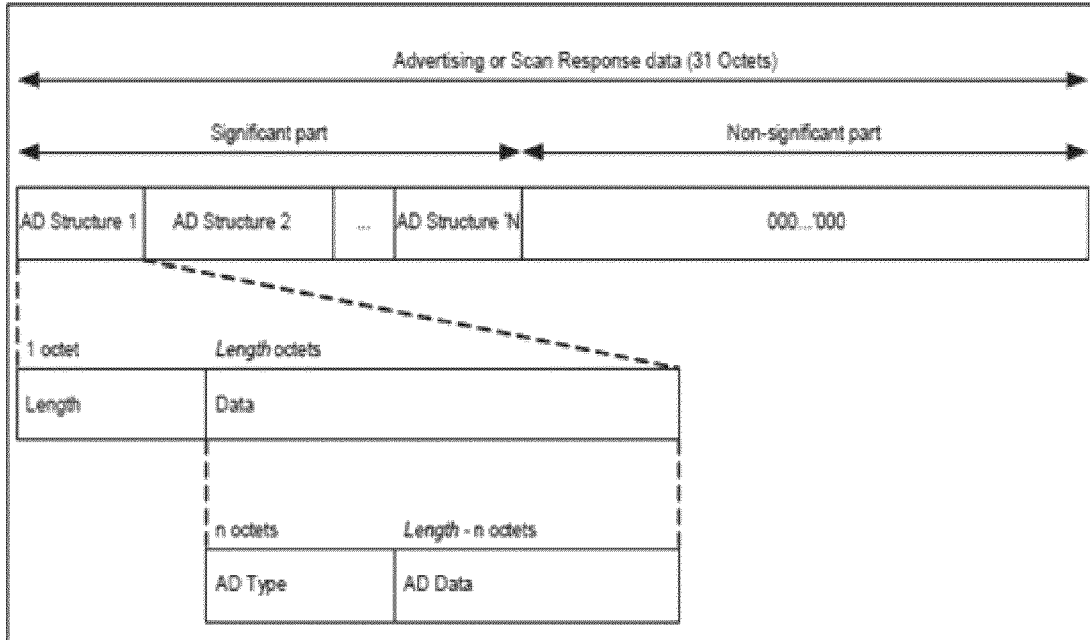 Advertising or Scan Response data (31 Octets)
Significant part Non-significant part
AD Structure 1 AD Structure 2 ... AD Structure 'N 000...'000
1 octet Length octets
Length Data
n octets Length - n octets
AD Type AD Data